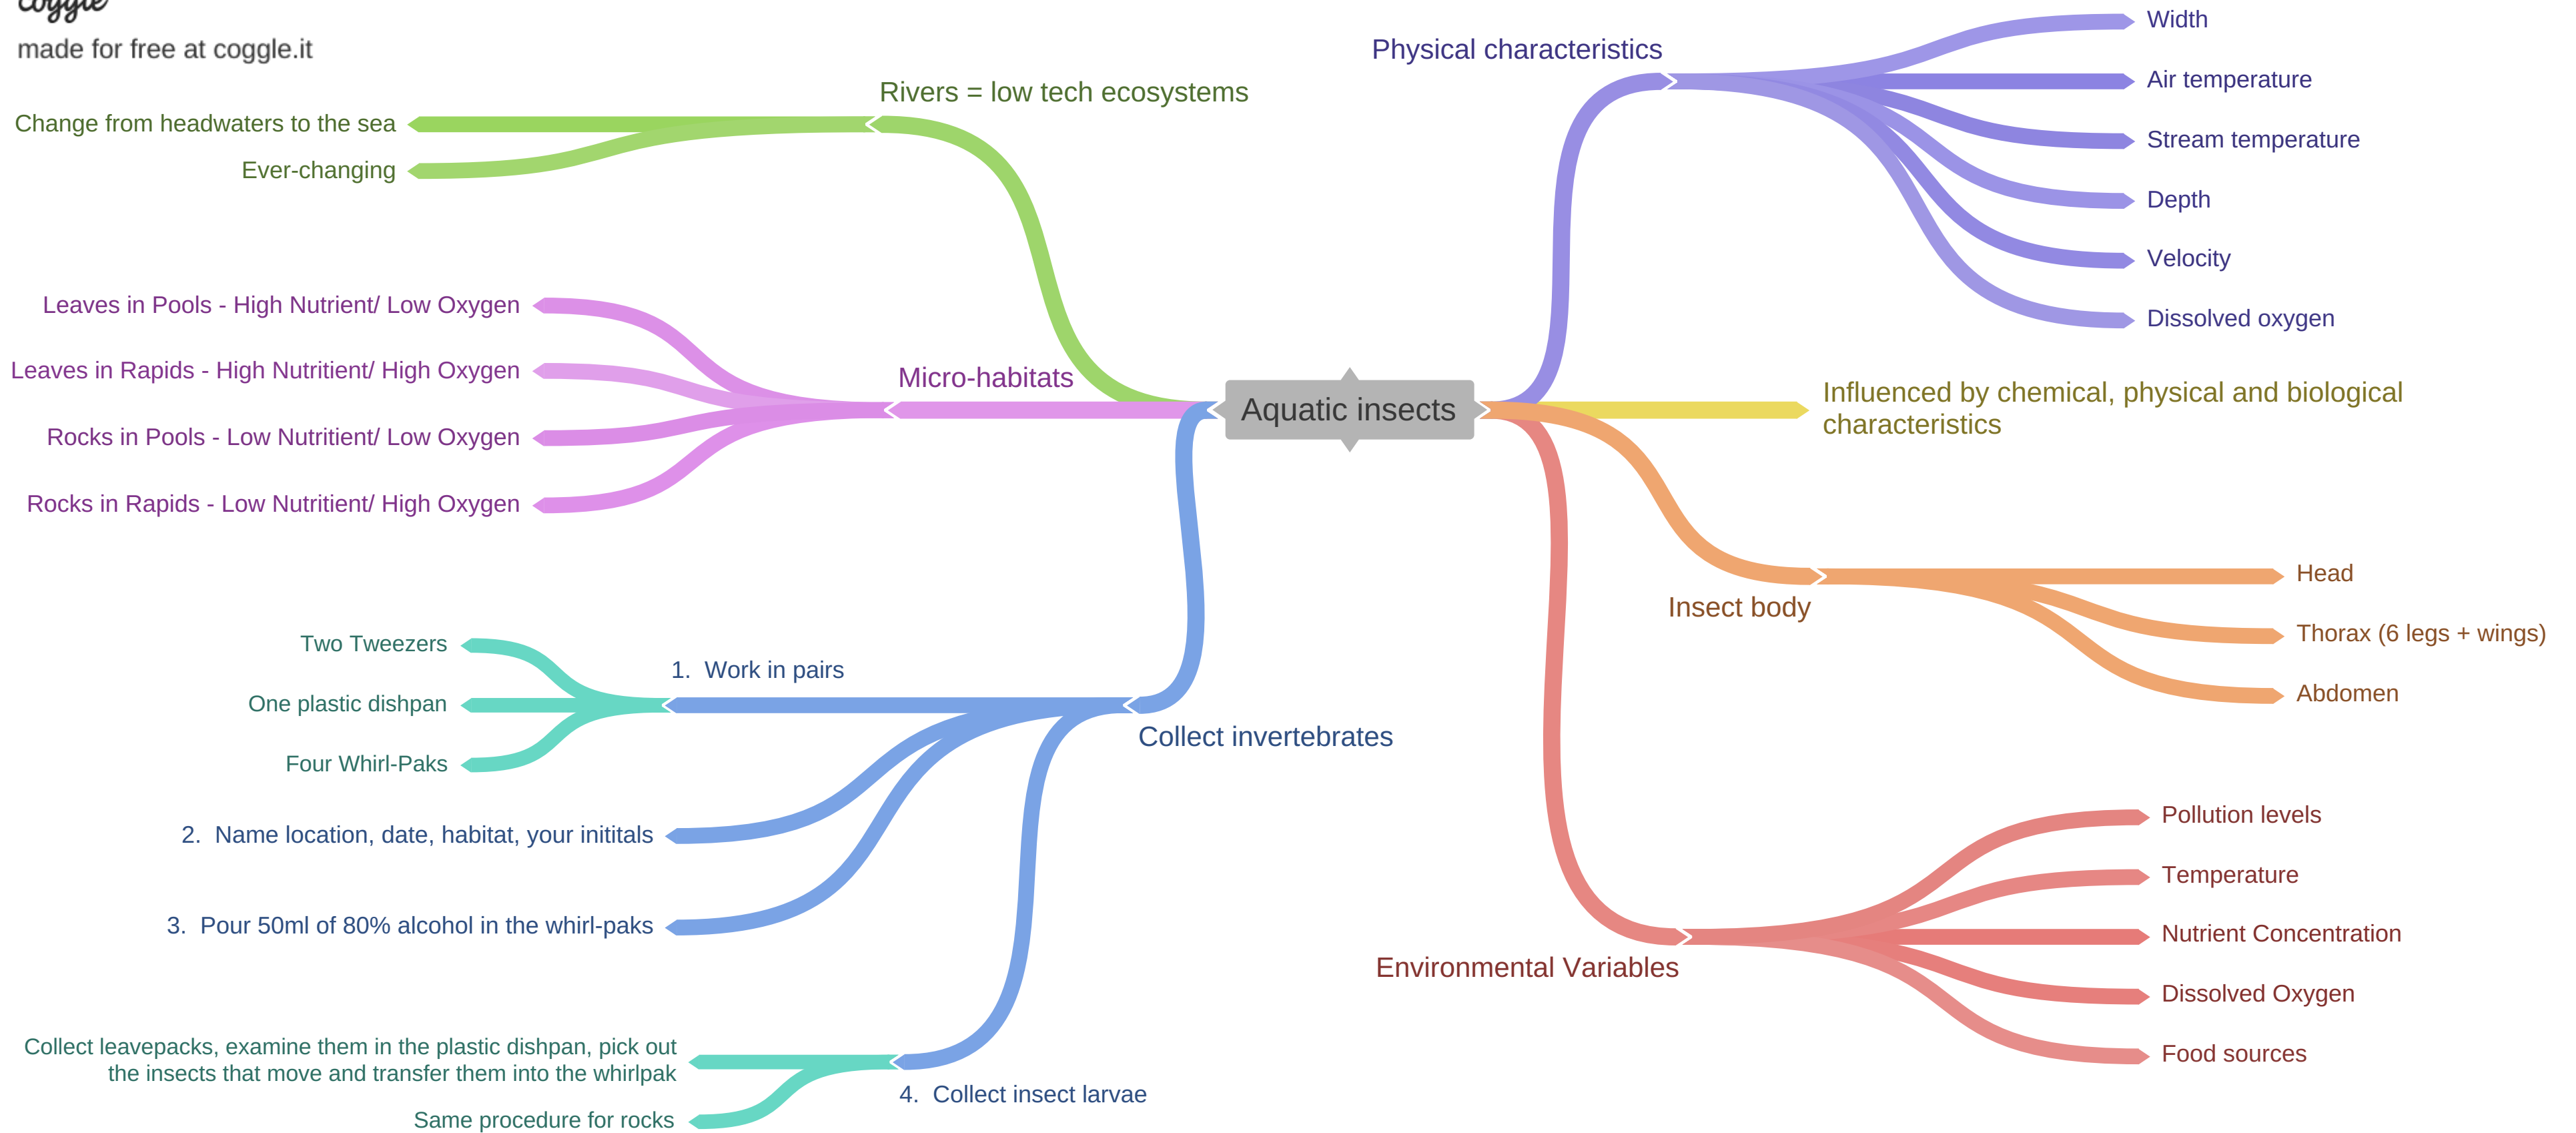 coggle
made for free at coggle.it
Rivers = low tech ecosystems
Change from headwaters to the sea
Ever-changing
Micro-habitats
Leaves in Pools - High Nutrient/ Low Oxygen
Leaves in Rapids - High Nutritient/ High Oxygen
Rocks in Pools - Low Nutritient/ Low Oxygen
Rocks in Rapids - Low Nutritient/ High Oxygen
Collect invertebrates
1. Work in pairs
Two Tweezers
One plastic dishpan
Four Whirl-Paks
2. Name location, date, habitat, your inititals
3. Pour 50ml of 80% alcohol in the whirl-paks
4. Collect insect larvae
Collect leavepacks, examine them in the plastic dishpan, pick out
the insects that move and transfer them into the whirlpak
Same procedure for rocks
Aquatic insects
Physical characteristics
Width
Air temperature
Stream temperature
Depth
Velocity
Dissolved oxygen
Influenced by chemical, physical and biological
characteristics
Insect body
Head
Thorax (6 legs + wings)
Abdomen
Environmental Variables
Pollution levels
Temperature
Nutrient Concentration
Dissolved Oxygen
Food sources